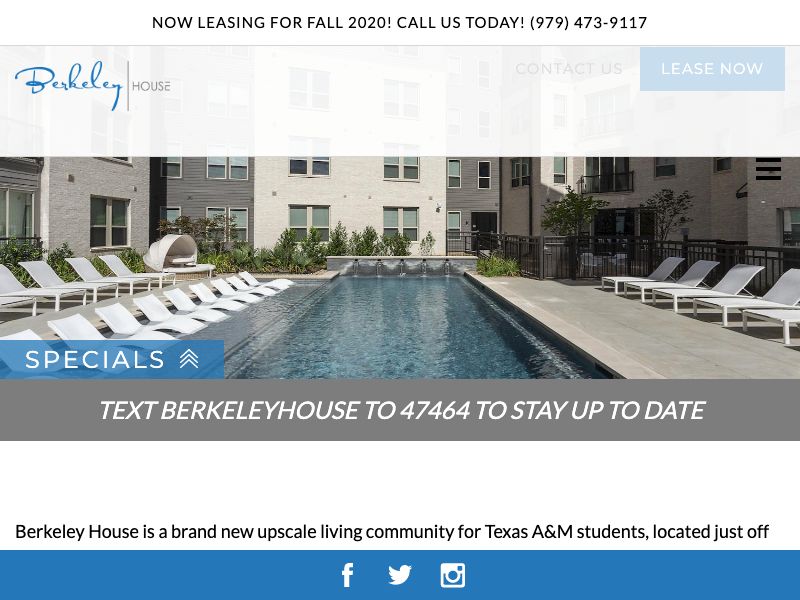 NOW LEASING FOR FALL 2020! CALL US TODAY! (979) 473-9117
Berkeley HOUSE
CONTACT US
LEASE NOW
SPECIALS
TEXT BERKELEYHOUSE TO 47464 TO STAY UP TO DATE
Berkeley House is a brand new upscale living community for Texas A&M students, located just off